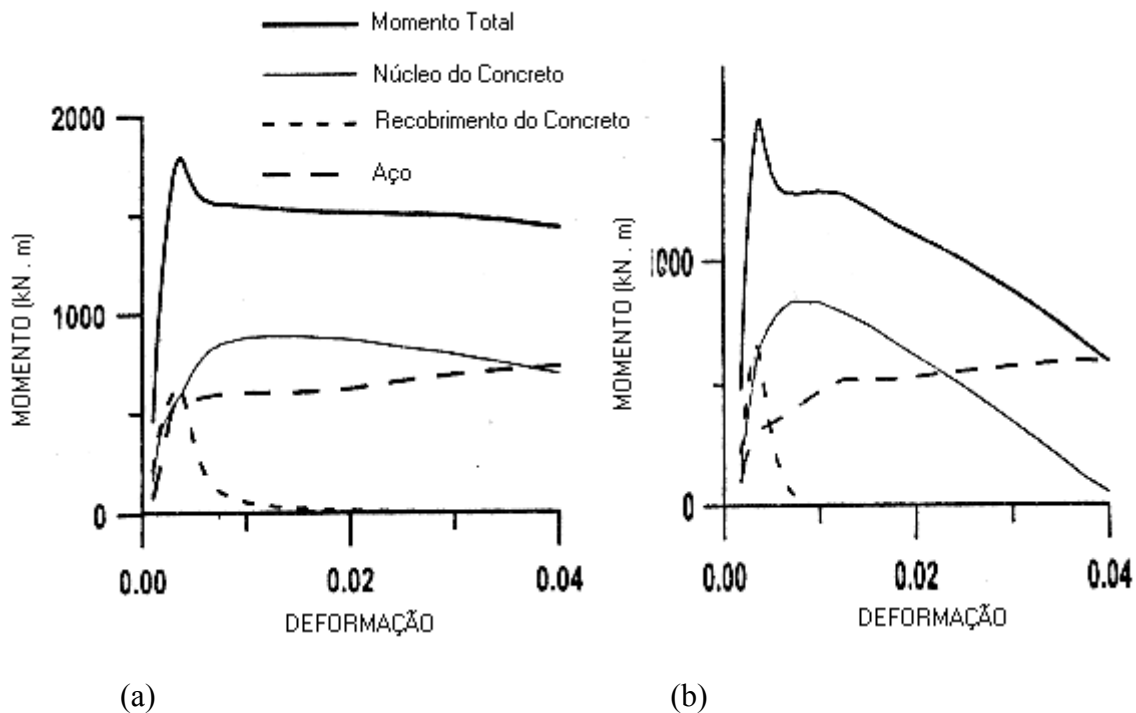 Momento Total
Núcleo do Concreto
Recobrimento do Concreto
Aço
2000
1000
0
MOMENTO (kN . m)
0.00
0.02
0.04
DEFORMAÇÃO
(a)
1000
0
MOMENTO (kN . m)
0.00
0.02
0.04
DEFORMAÇÃO
(b)